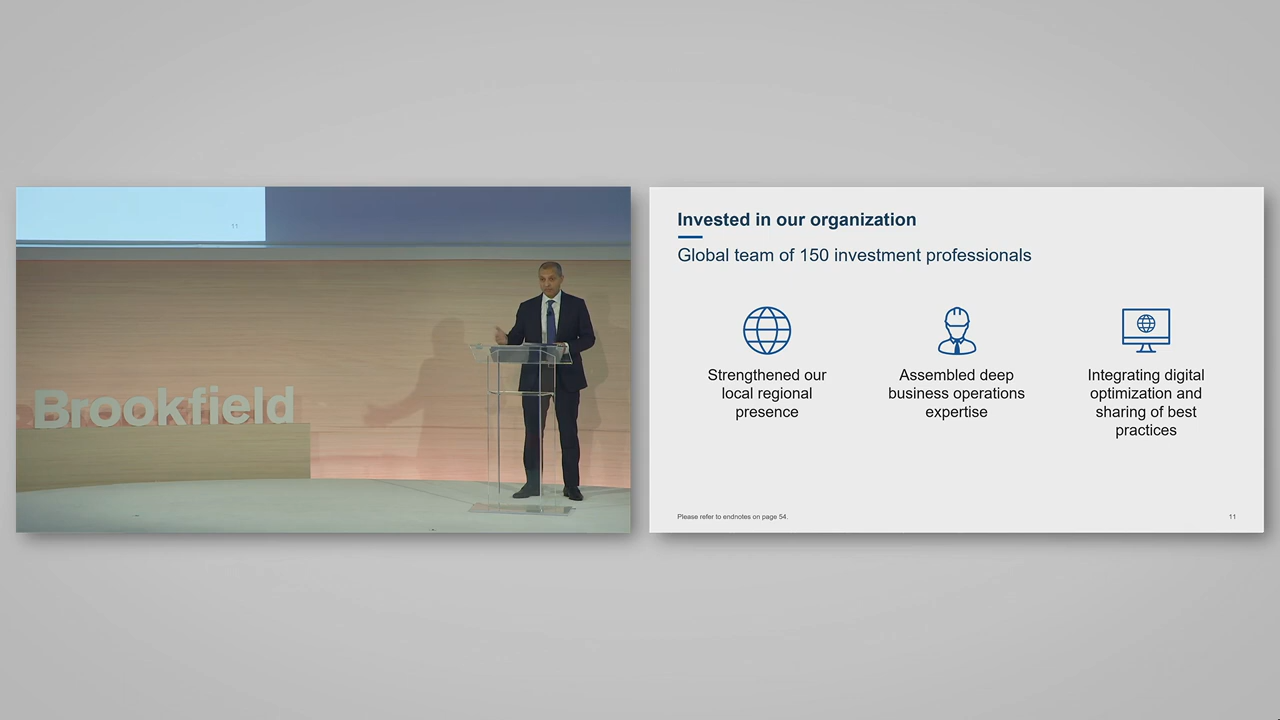 11
Brookfield
Invested in our organization
Global team of 150 investment professionals
Strengthened our
local regional
presence
Assembled deep
business operations
expertise
Integrating digital
optimization and
sharing of best
practices
Please refer to endnotes on page 54.
11